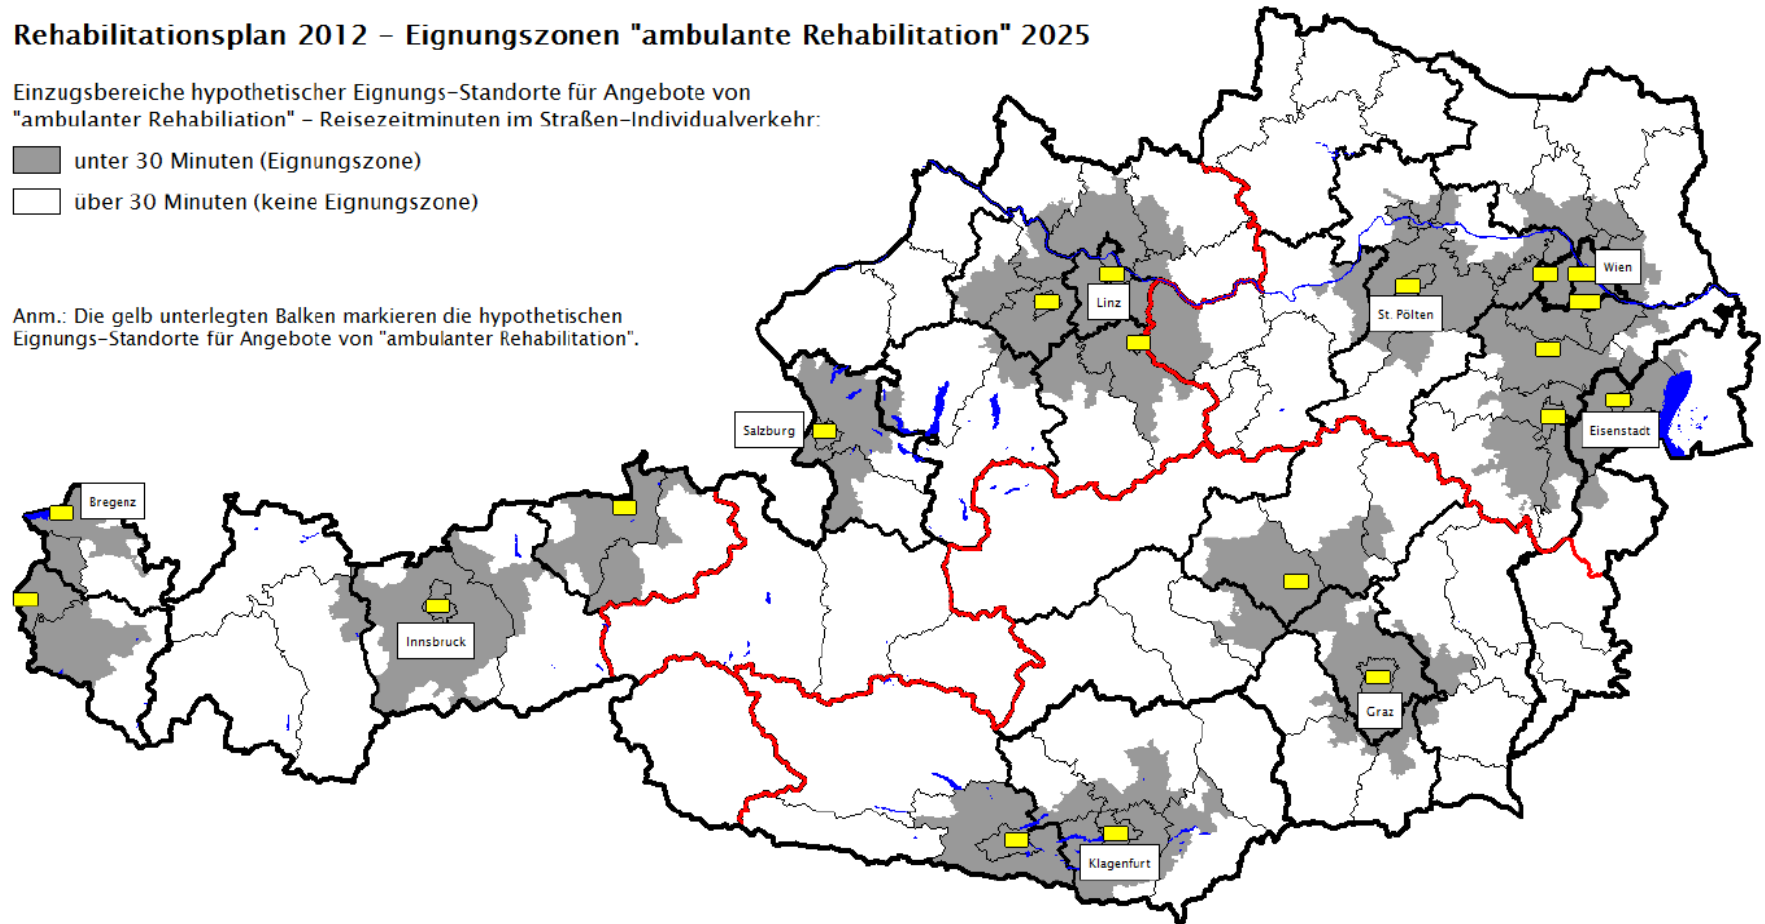 Rehabilitationsplan 2012 – Eignungszonen "ambulante Rehabilitation" 2025
Einzugsbereiche hypothetischer Eignungs-Standorte für Angebote von
"ambulanter Rehabiliation" – Reisezeitminuten im Straßen-Individualverkehr:
unter 30 Minuten (Eignungszone)
über 30 Minuten (keine Eignungszone)
Anm.: Die gelb unterlegten Balken markieren die hypothetischen
Eignungs-Standorte für Angebote von "ambulanter Rehabilitation".
Wien
Linz
St. Pölten
Salzburg
Eisenstadt
Bregenz
Innsbruck
Graz
Klagenfurt